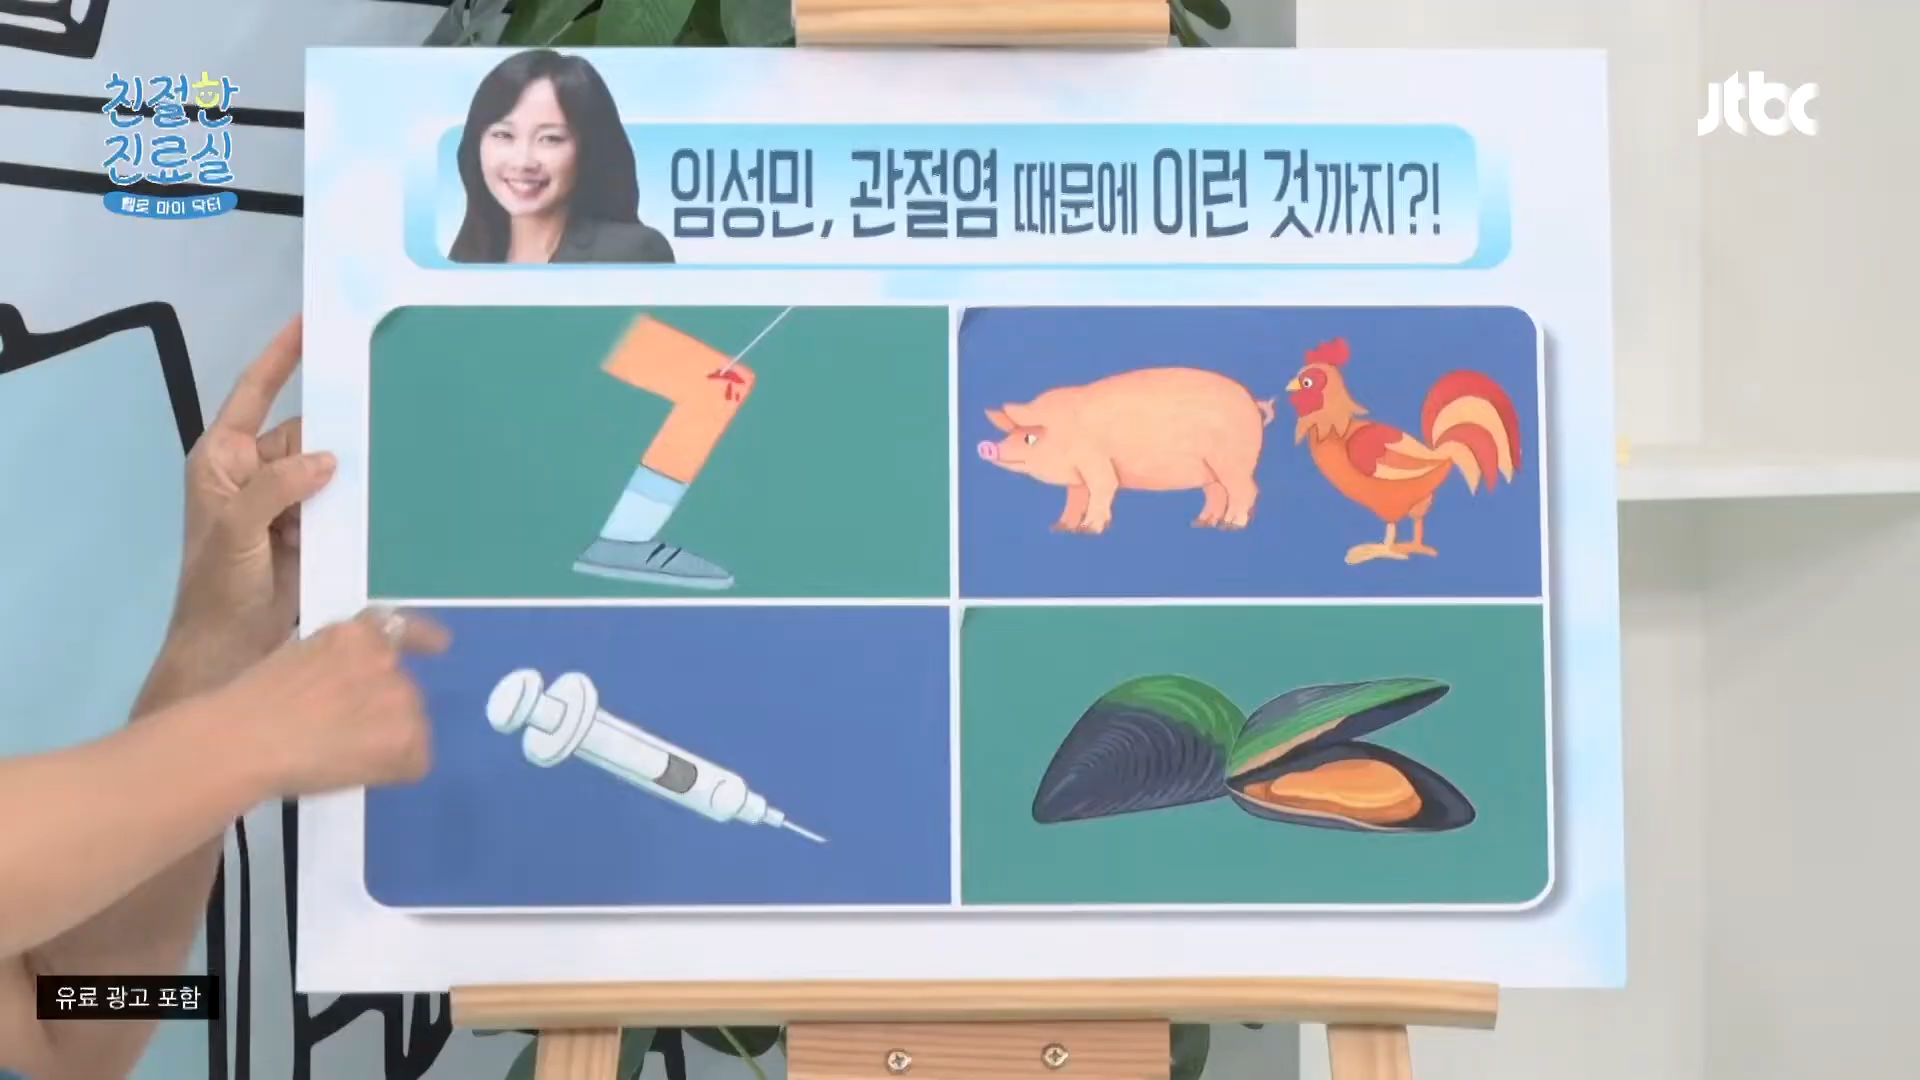 친절한
진료실
헬로 마이 닥터
jtbc
임성민, 관절염 때문에 이런 것까지?!
유료 광고 포함